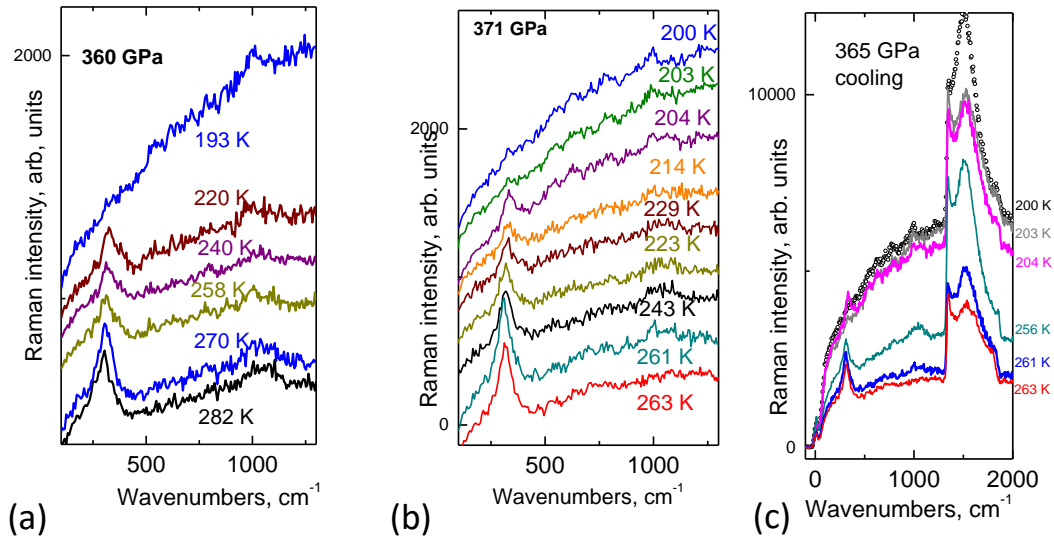 360 GPa
2000
193 K
220 K
240 K
258 K
270 K
282 K
500
1000
Wavenumbers, cm-1
Raman intensity, arb, units
(a)
371 GPa
200 K
203 K
204 K
2000
214 K
229 K
223 K
243 K
261 K
263 K
0
500
1000
Wavenumbers, cm-1
Raman intensity, arb. units
(b)
365 GPa
cooling
10000
200 K
203 K
204 K
256 K
261 K
263 K
0
0
1000
2000
Wavenumbers, cm-1
Raman intensity, arb. units
(c)